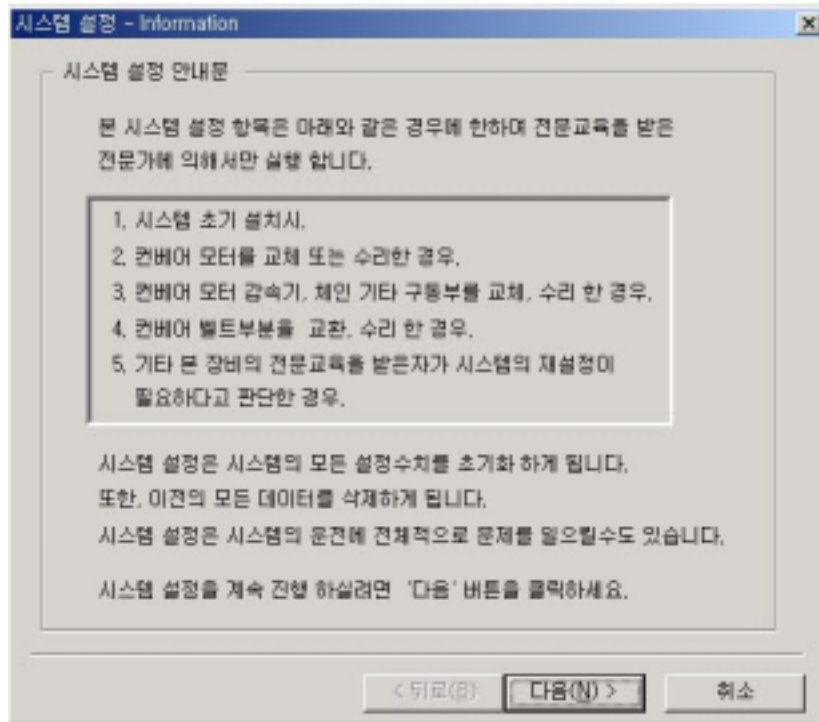 시스템 설정 - Information
시스템 설정 안내문
본 시스템 설정 항목은 아래와 같은 경우에 한하며 전문교육을 받은
전문가에 의해서만 실행 합니다.
1. 시스템 초기 설치시.
2. 컨베어 모터를 교체 또는 수리한 경우.
3. 컨베어 모터 감속기, 체인 기타 구동부를 교체, 수리 한 경우.
4. 컨베어 벨트부분을 교환, 수리 한 경우.
5. 기타 본 장비의 전문교육을 받은자가 시스템의 재설정이
필요하다고 판단한 경우.
시스템 설정은 시스템의 모든 설정수치를 초기화 하게 됩니다.
또한, 이전의 모든 데이터를 삭제하게 됩니다.
시스템 설정은 시스템의 운전에 전체적으로 문제를 일으킬수도 있습니다.
시스템 설정을 계속 진행 하실려면 '다음' 버튼을 클릭하세요.
< 뒤로(B) 다음(N) > 취소